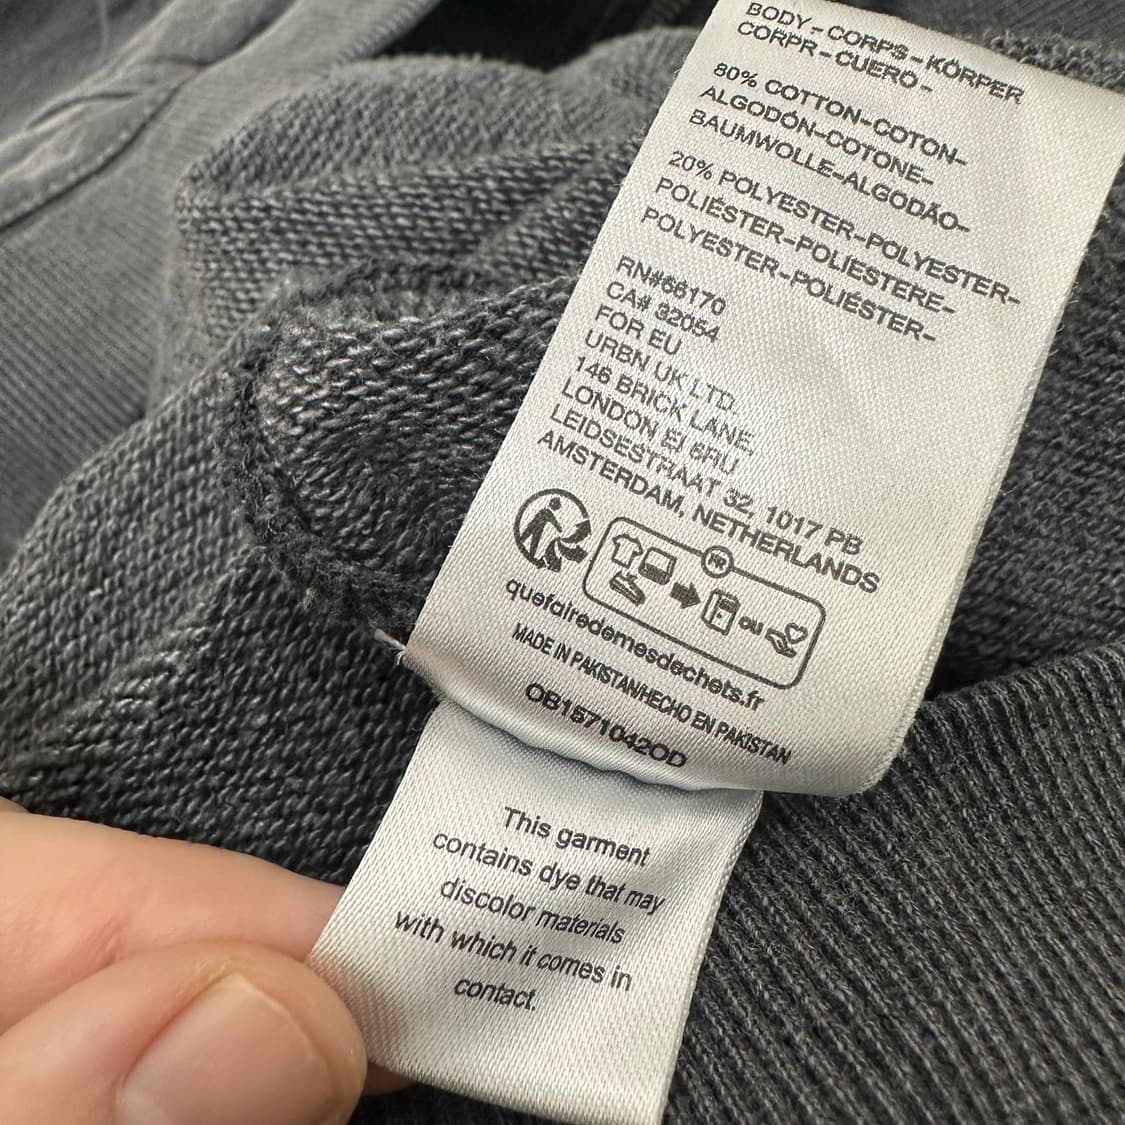 BODY - CORPS - KÖRPER
CORPR - CUERO -
80% COTTON-COTON-
ALGODÓN-COTONE-
BAUMWOLLE-ALGODÃO-
20% POLYESTER-POLYESTER-
POLIÉSTER-POLIESTERE-
POLYESTER-POLIÉSTER-
RN#66170
CA# 32054
FOR EU
URBN UK LTD.
146 BRICK LANE,
LONDON EI 6RU
LEIDSESTRAAT 32, 1017 PB
AMSTERDAM, NETHERLANDS
FR
ou
quefairedemesdechets.fr
MADE IN PAKISTAN/HECHO EN PAKISTAN
OB1571042OD
This garment
contains dye that may
discolor materials
with which it comes in
contact.